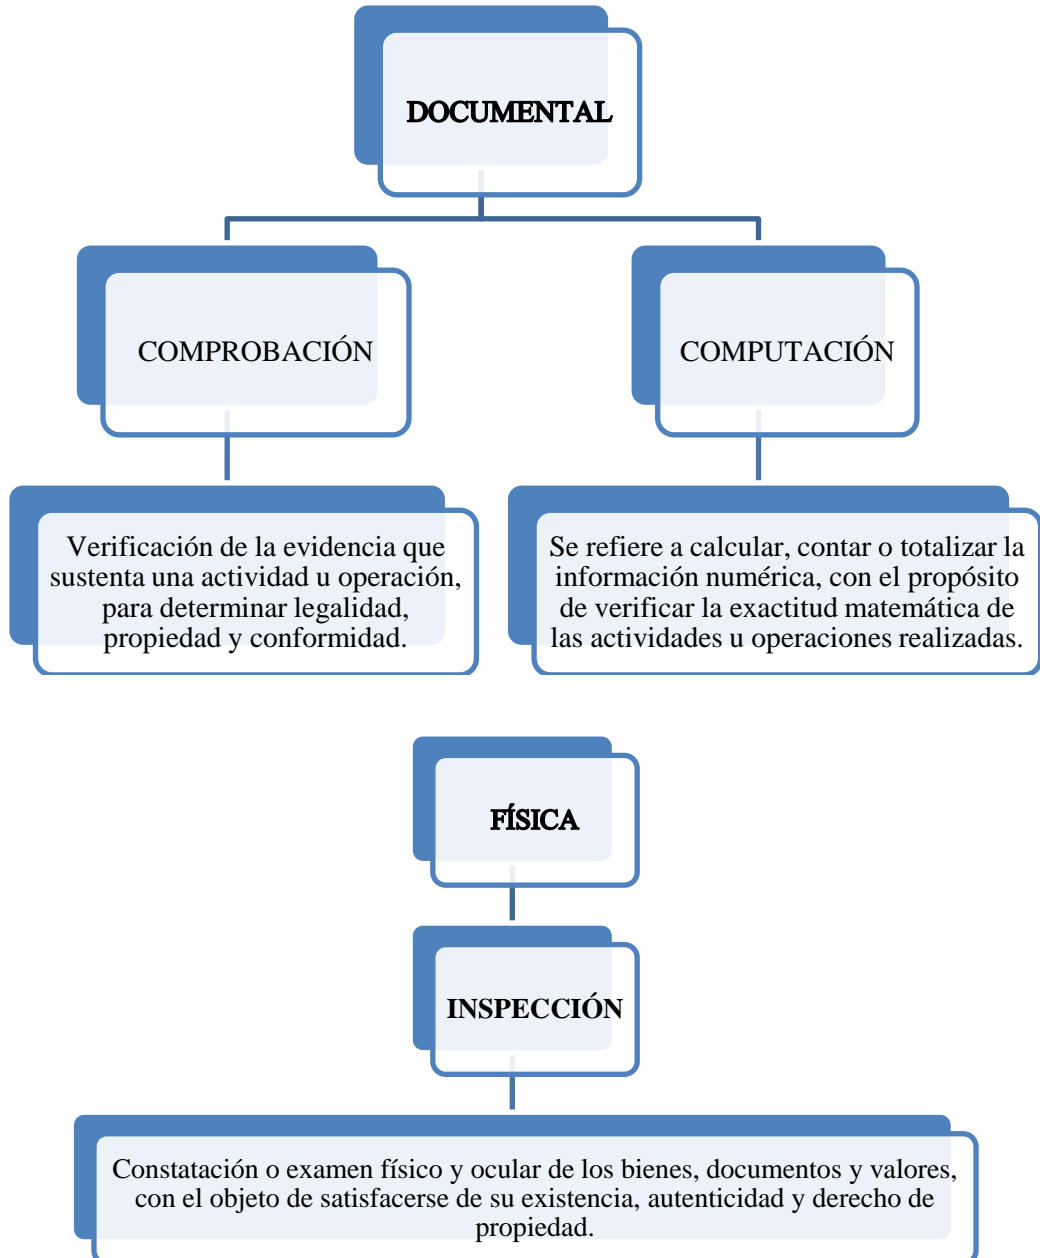 DOCUMENTAL
COMPROBACIÓN
COMPUTACIÓN
Verificación de la evidencia que
sustenta una actividad u operación,
para determinar legalidad,
propiedad y conformidad.
Se refiere a calcular, contar o totalizar la
información numérica, con el propósito
de verificar la exactitud matemática de
las actividades u operaciones realizadas.
FÍSICA
INSPECCIÓN
Constatación o examen físico y ocular de los bienes, documentos y valores,
con el objeto de satisfacerse de su existencia, autenticidad y derecho de
propiedad.